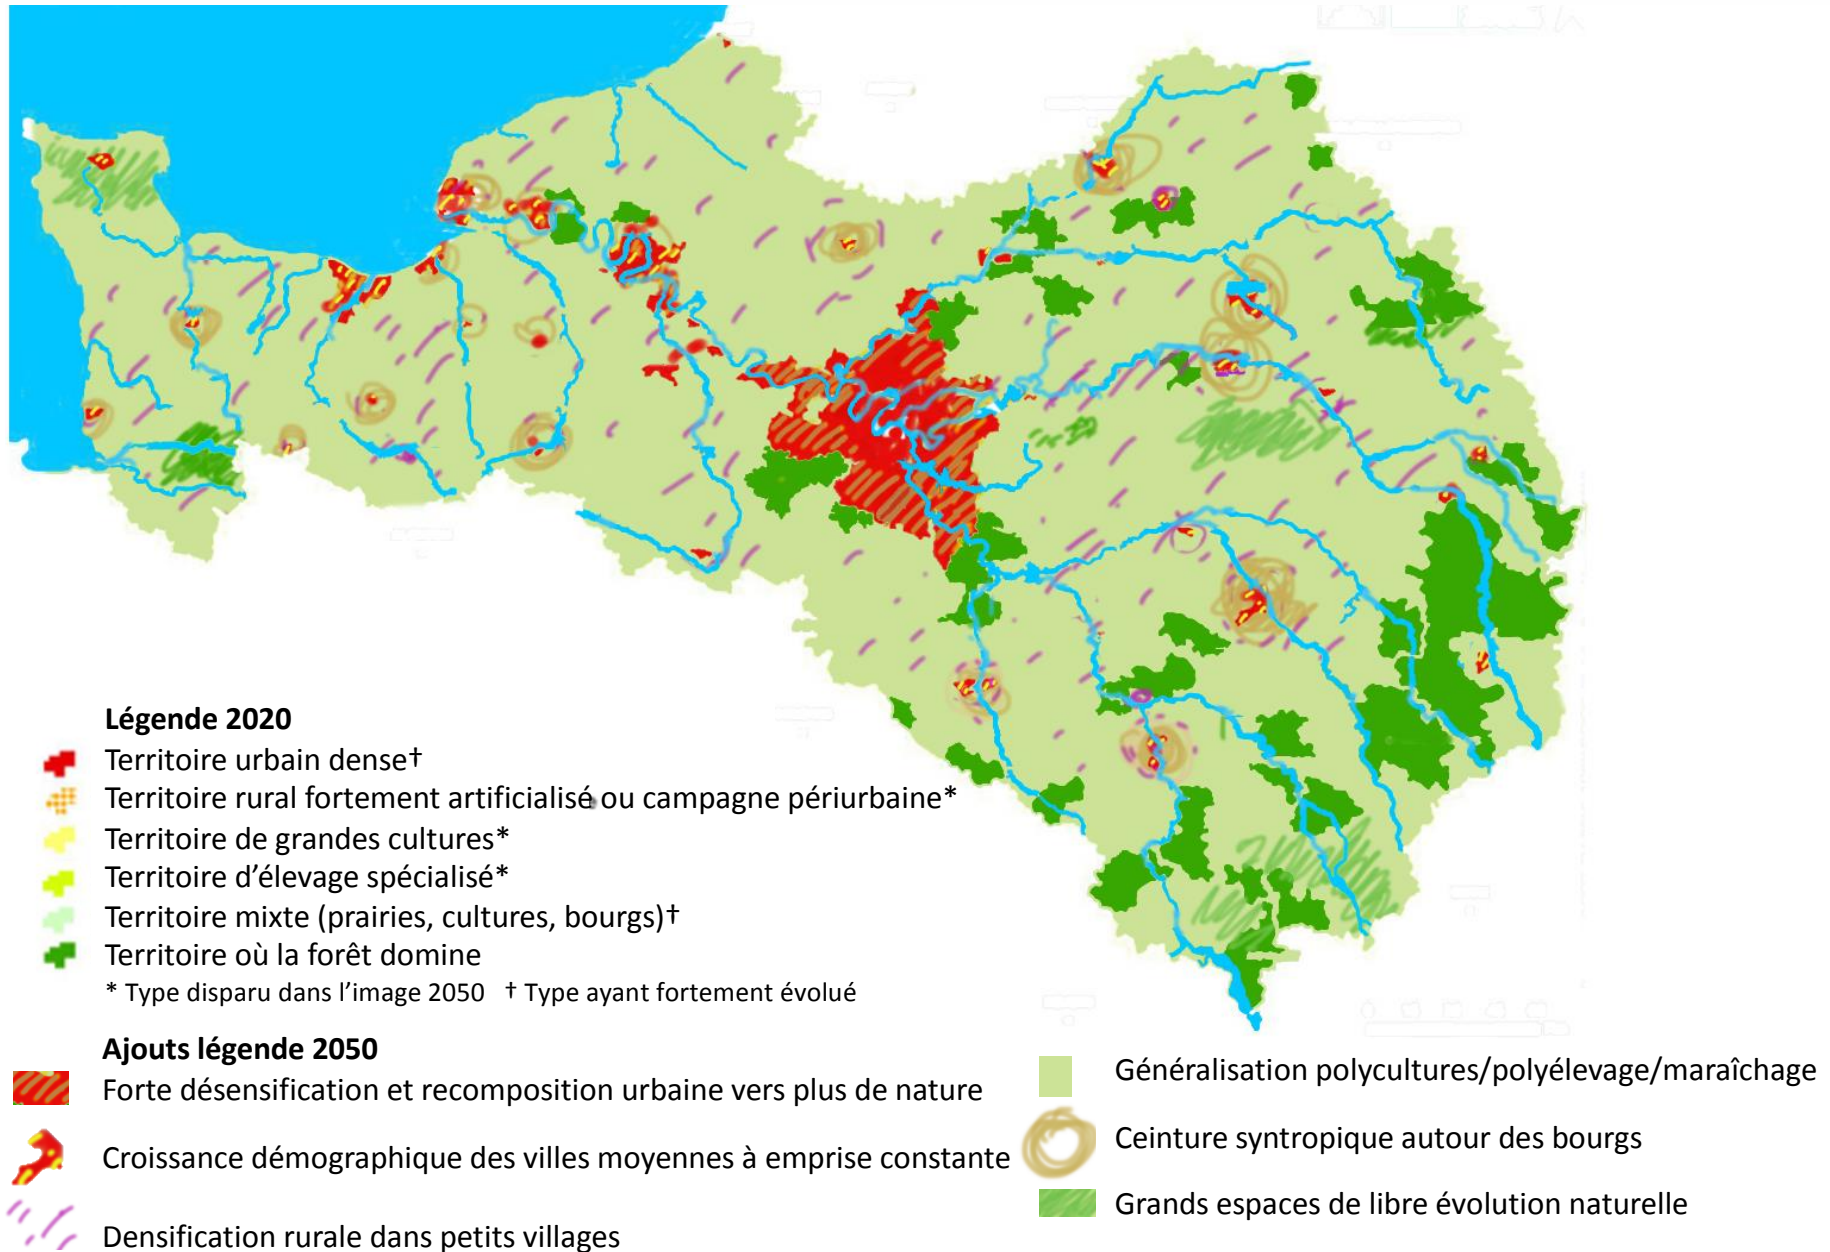 Légende 2020
Territoire urbain dense†
Territoire rural fortement artificialisé ou campagne périurbaine*
Territoire de grandes cultures*
Territoire d’élevage spécialisé*
Territoire mixte (prairies, cultures, bourgs)†
Territoire où la forêt domine
* Type disparu dans l’image 2050 † Type ayant fortement évolué
Ajouts légende 2050
Forte désensification et recomposition urbaine vers plus de nature
Croissance démographique des villes moyennes à emprise constante
Densification rurale dans petits villages
Généralisation polycultures/polyélevage/maraîchage
Ceinture syntropique autour des bourgs
Grands espaces de libre évolution naturelle